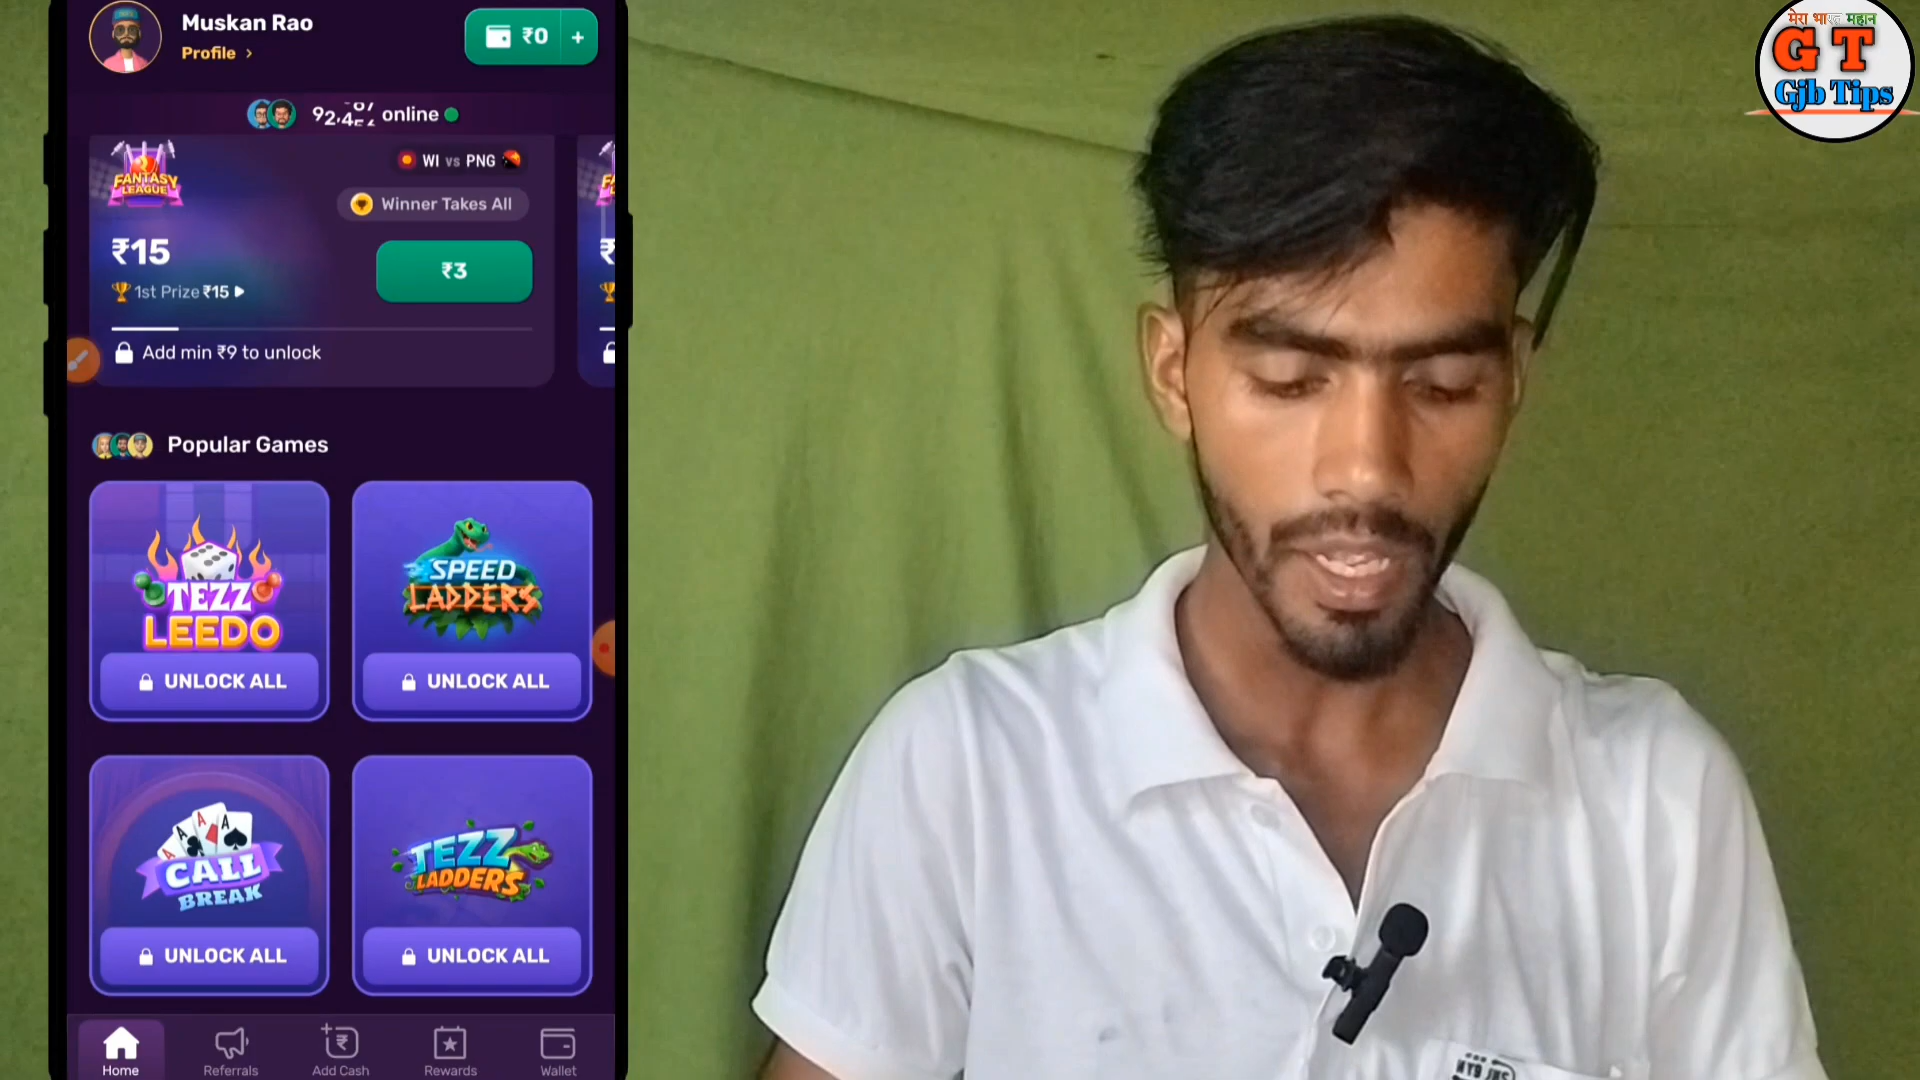 Muskan Rao
Profile >
₹0 +
online
FANTASY LEAGUE
WI vs PNG
Winner Takes All
₹15
₹3
1st Prize ₹15
Add min ₹9 to unlock
Popular Games
TEZZ
LEEDO
UNLOCK ALL
SPEED
LADDERS
UNLOCK ALL
CALL
BREAK
UNLOCK ALL
TEZZ
LADDERS
UNLOCK ALL
Home
Referrals
Add Cash
Rewards
Wallet
मेरा भारत महान
G T
Gjb Tips